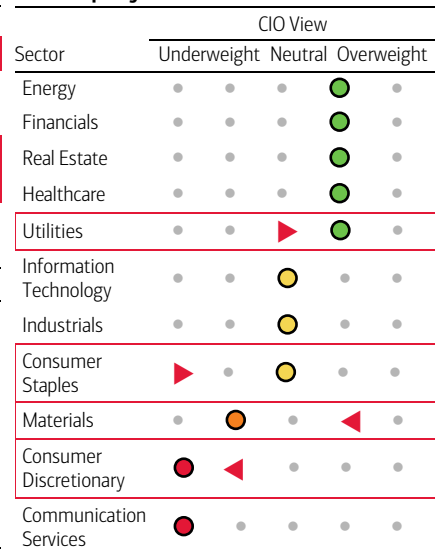 CIO View
Sector Underweight Neutral Overweight
Energy
Financials
Real Estate
Healthcare
Utilities
Information
Technology
Industrials
Consumer
Staples
Materials
Consumer
Discretionary
Communication
Services